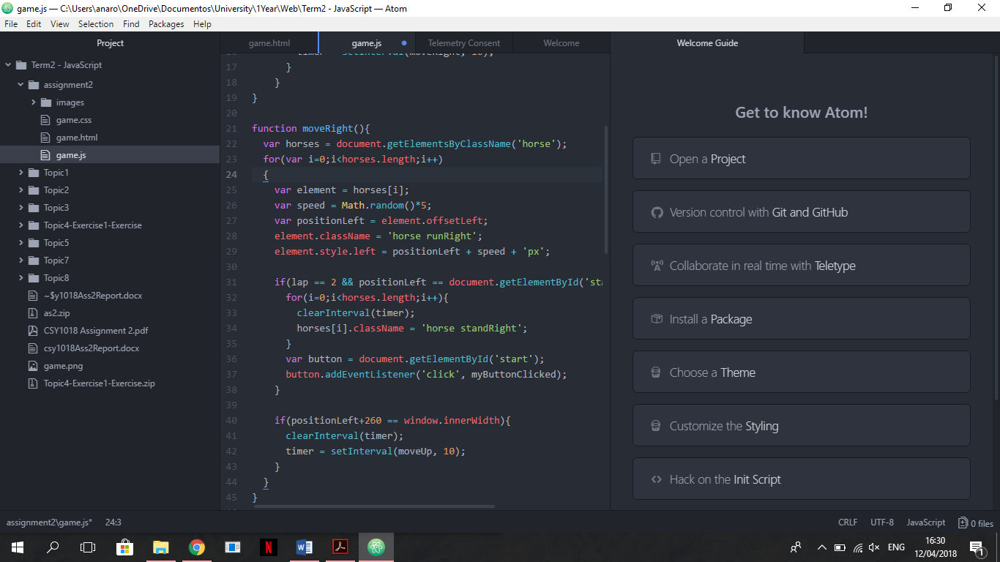 game.js — C:\Users\anaro\OneDrive\Documentos\University\1Year\Web\Term2 - JavaScript — Atom
File Edit View Selection Find Packages Help
Project
Term2 - JavaScript
assignment2
images
game.css
game.html
game.js
Topic1
Topic2
Topic3
Topic4-Exercise1-Exercise
Topic5
Topic7
Topic8
~$y1018Ass2Report.docx
as2.zip
CSY1018 Assignment 2.pdf
csy1018Ass2Report.docx
game.png
Topic4-Exercise1-Exercise.zip
game.html game.js Telemetry Consent Welcome
16 timer = setInterval(moveRight, 10);
17 }
18 }
19 }
20
21 function moveRight(){
22 var horses = document.getElementsByClassName('horse');
23 for(var i=0;i<horses.length;i++)
24 {
25 var element = horses[i];
26 var speed = Math.random()*5;
27 var positionLeft = element.offsetLeft;
28 element.className = 'horse runRight';
29 element.style.left = positionLeft + speed + 'px';
30
31 if(lap == 2 && positionLeft == document.getElementById('sta
32 for(i=0;i<horses.length;i++){
33 clearInterval(timer);
34 horses[i].className = 'horse standRight';
35 }
36 var button = document.getElementById('start');
37 button.addEventListener('click', myButtonClicked);
38 }
39
40 if(positionLeft+260 == window.innerWidth){
41 clearInterval(timer);
42 timer = setInterval(moveUp, 10);
43 }
44 }
45 }
Welcome Guide
Get to know Atom!
Open a Project
Version control with Git and GitHub
Collaborate in real time with Teletype
Install a Package
Choose a Theme
Customize the Styling
Hack on the Init Script
assignment2\game.js* 24:3
CRLF UTF-8 JavaScript 0 files
ENG
16:30
12/04/2018
1